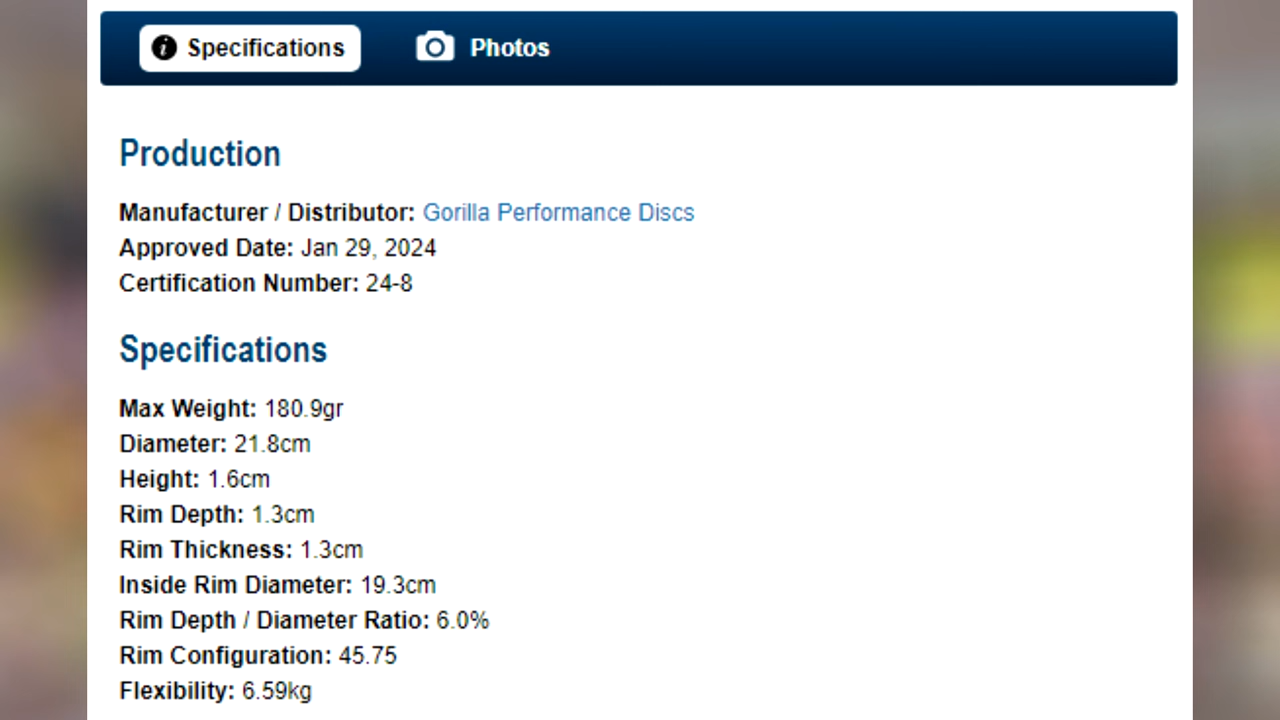 Specifications Photos
Production
Manufacturer / Distributor: Gorilla Performance Discs
Approved Date: Jan 29, 2024
Certification Number: 24-8
Specifications
Max Weight: 180.9gr
Diameter: 21.8cm
Height: 1.6cm
Rim Depth: 1.3cm
Rim Thickness: 1.3cm
Inside Rim Diameter: 19.3cm
Rim Depth / Diameter Ratio: 6.0%
Rim Configuration: 45.75
Flexibility: 6.59kg